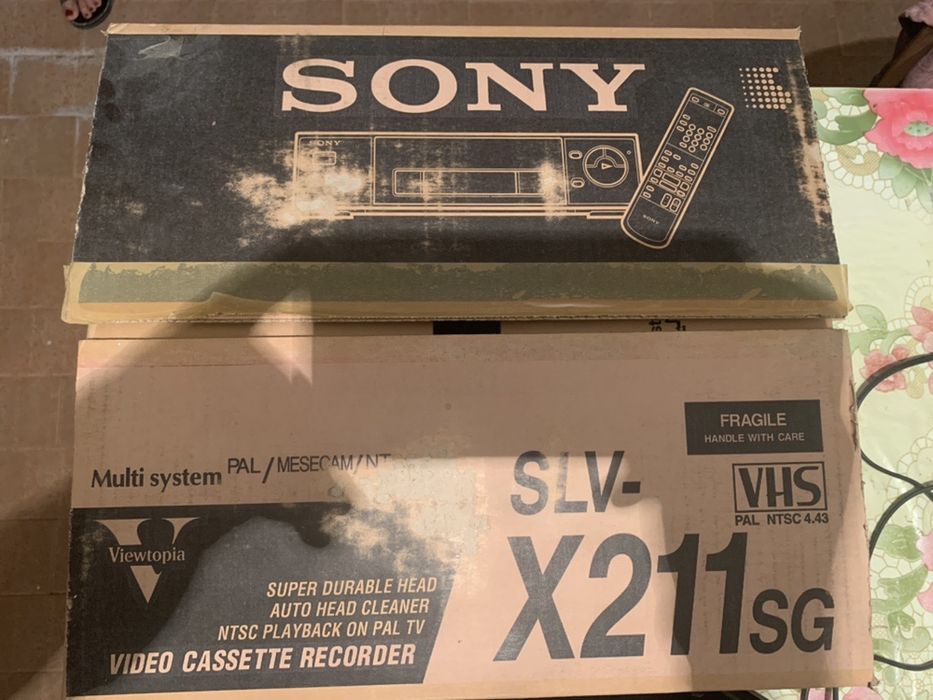 SONY
SONY
SONY
Multi system PAL/MESECAM/NT
SLV-
X211SG
FRAGILE
HANDLE WITH CARE
VHS
PAL NTSC 4.43
Viewtopia
SUPER DURABLE HEAD
AUTO HEAD CLEANER
NTSC PLAYBACK ON PAL TV
VIDEO CASSETTE RECORDER